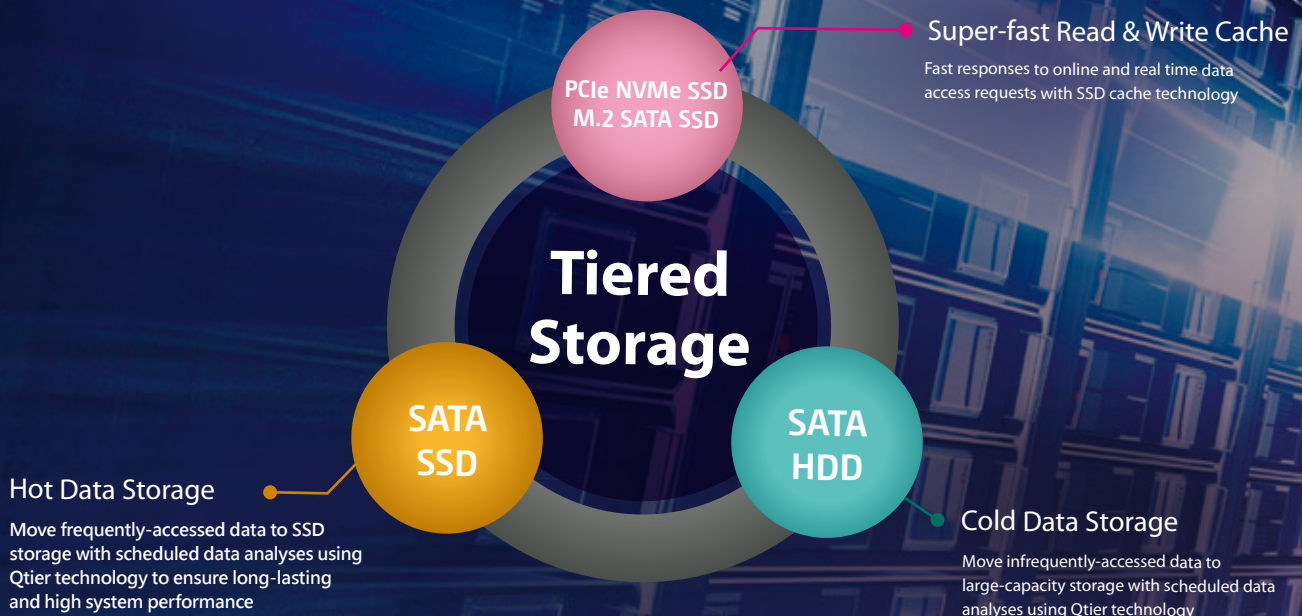 Super-fast Read & Write Cache
Fast responses to online and real time data
access requests with SSD cache technology
PCIe NVMe SSD
M.2 SATA SSD
Tiered
Storage
SATA
SSD
SATA
HDD
Hot Data Storage
Move frequently-accessed data to SSD
storage with scheduled data analyses using
Qtier technology to ensure long-lasting
and high system performance
Cold Data Storage
Move infrequently-accessed data to
large-capacity storage with scheduled data
analyses using Qtier technology